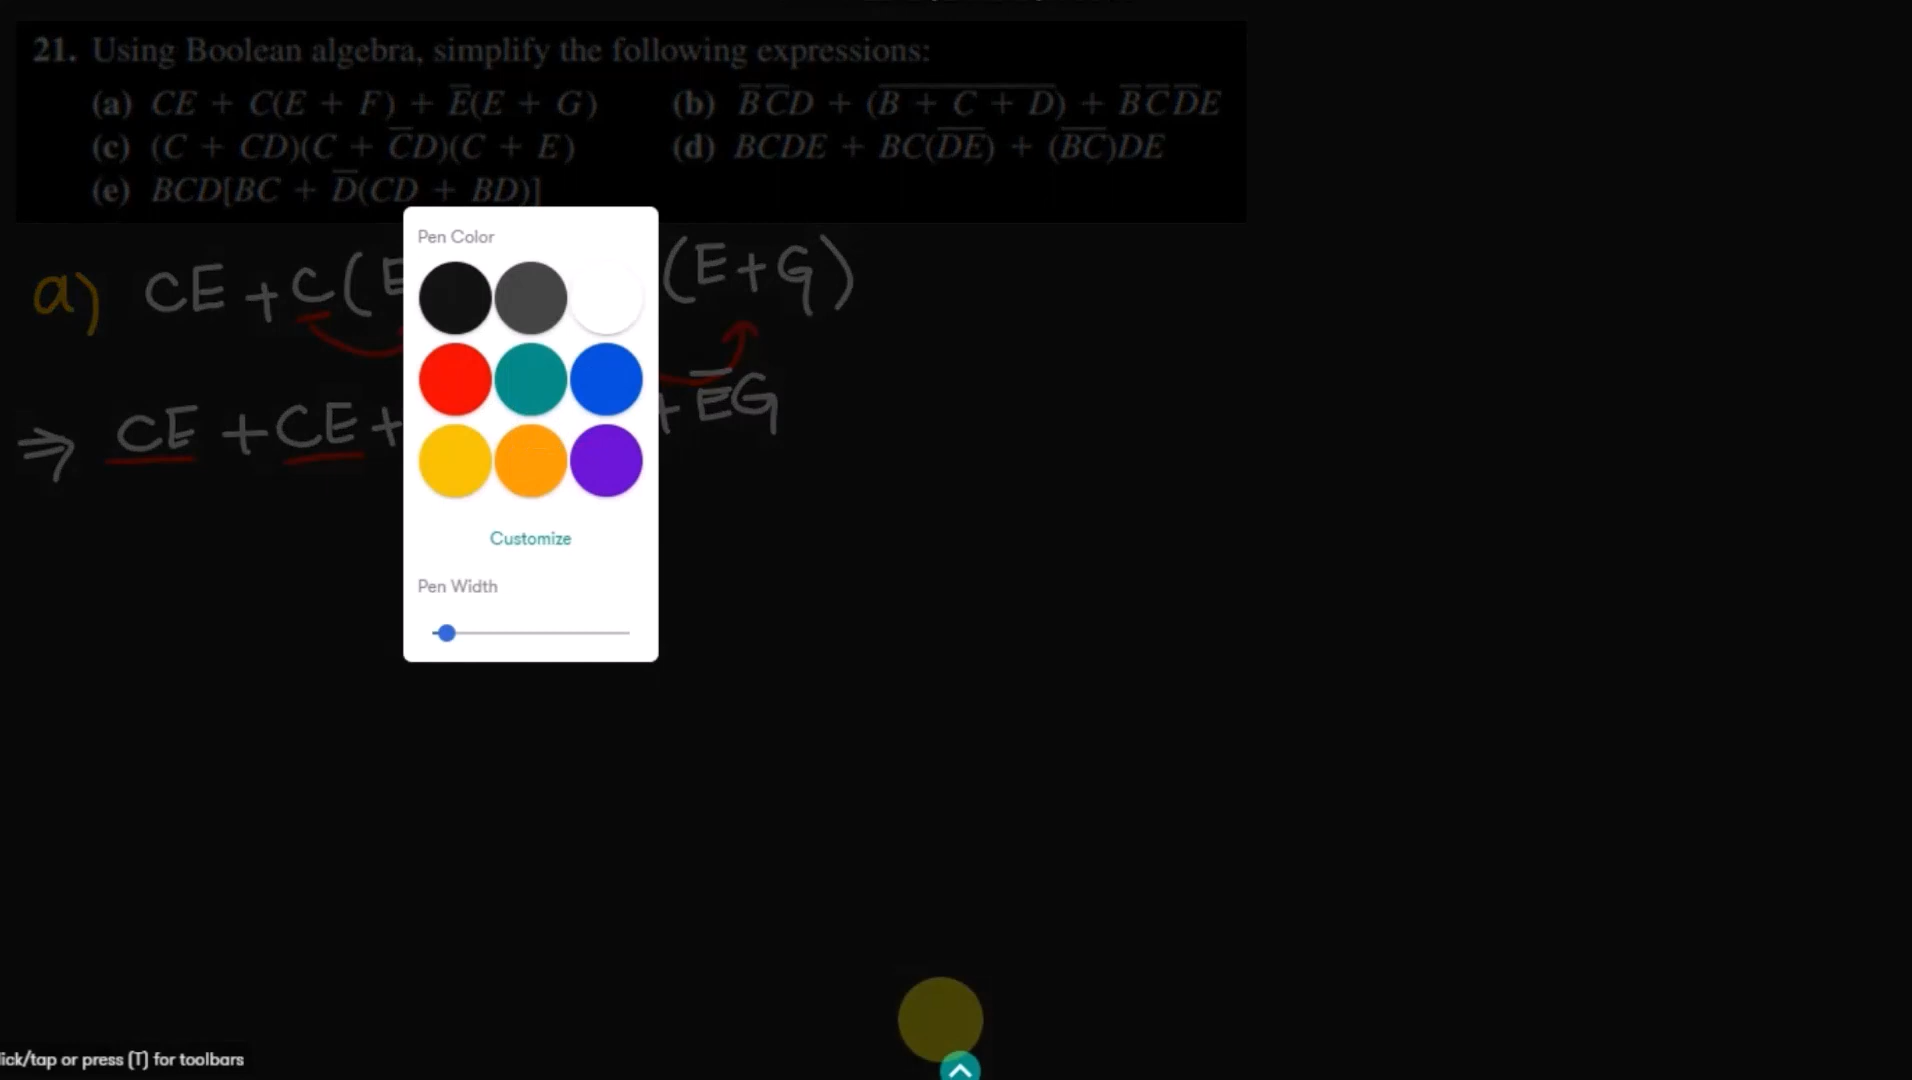 21. Using Boolean algebra, simplify the following expressions:
(a) CE + C(E + F) + E̅(E + G) (b) B̅ C̅D + (B̅ ̅+̅ ̅C̅ ̅+̅ ̅D̅) + B̅ C̅ D̅E
(c) (C + CD)(C + C̅D)(C + E) (d) BCDE + BC(D̅E̅) + (B̅C̅)DE
(e) BCD[BC + D̅(CD + BD)]
Pen Color
a) CE + C(E (E+G)
⇒ CE + CE + + E̅G
Customize
Pen Width
lick/tap or press (T) for toolbars